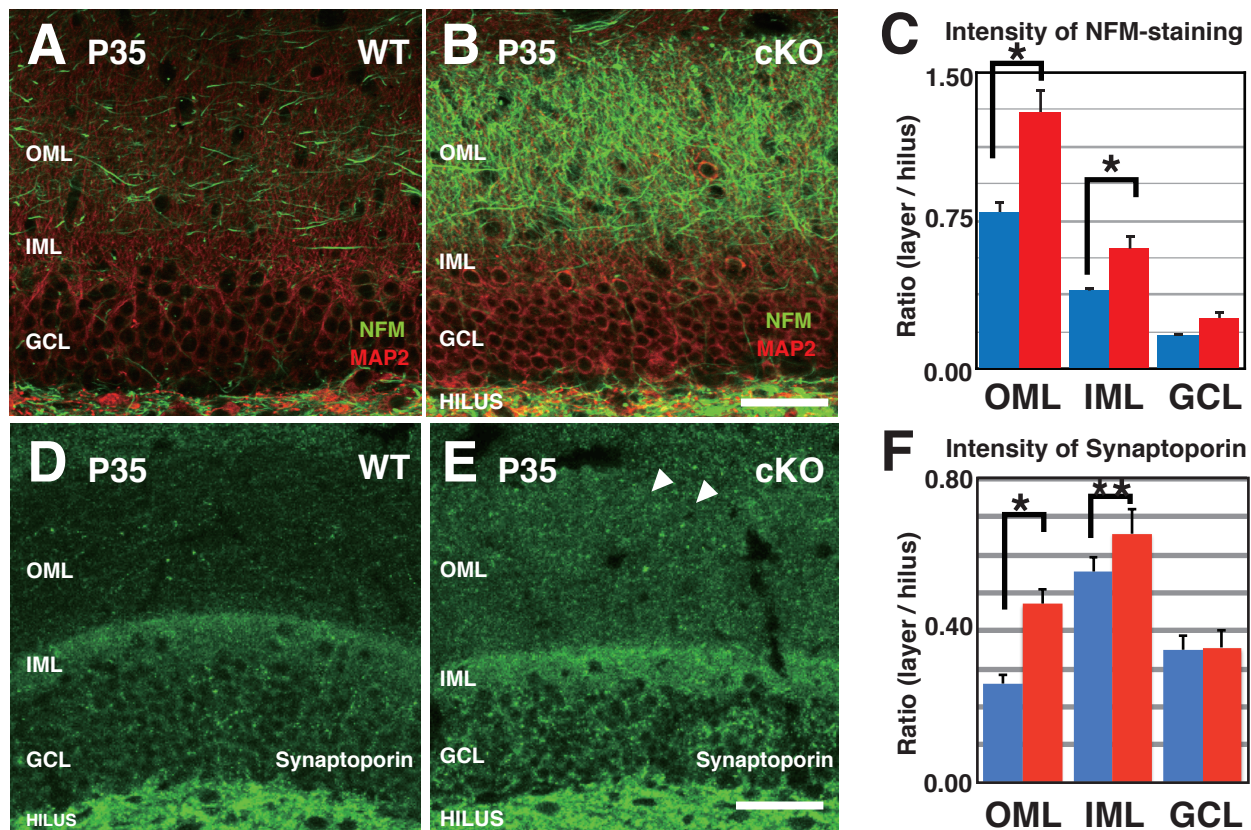 A P35 WT
OML
IML
GCL
NFM
MAP2
B P35 cKO
OML
IML
GCL
NFM
MAP2
HILUS
C Intensity of NFM-staining
*
*
1.50
0.75
0.00
Ratio (layer / hilus)
OML IML GCL
D P35 WT
OML
IML
GCL
Synaptoporin
HILUS
E P35 cKO
OML
IML
GCL
Synaptoporin
HILUS
F Intensity of Synaptoporin
*
**
0.80
0.40
0.00
Ratio (layer / hilus)
OML IML GCL